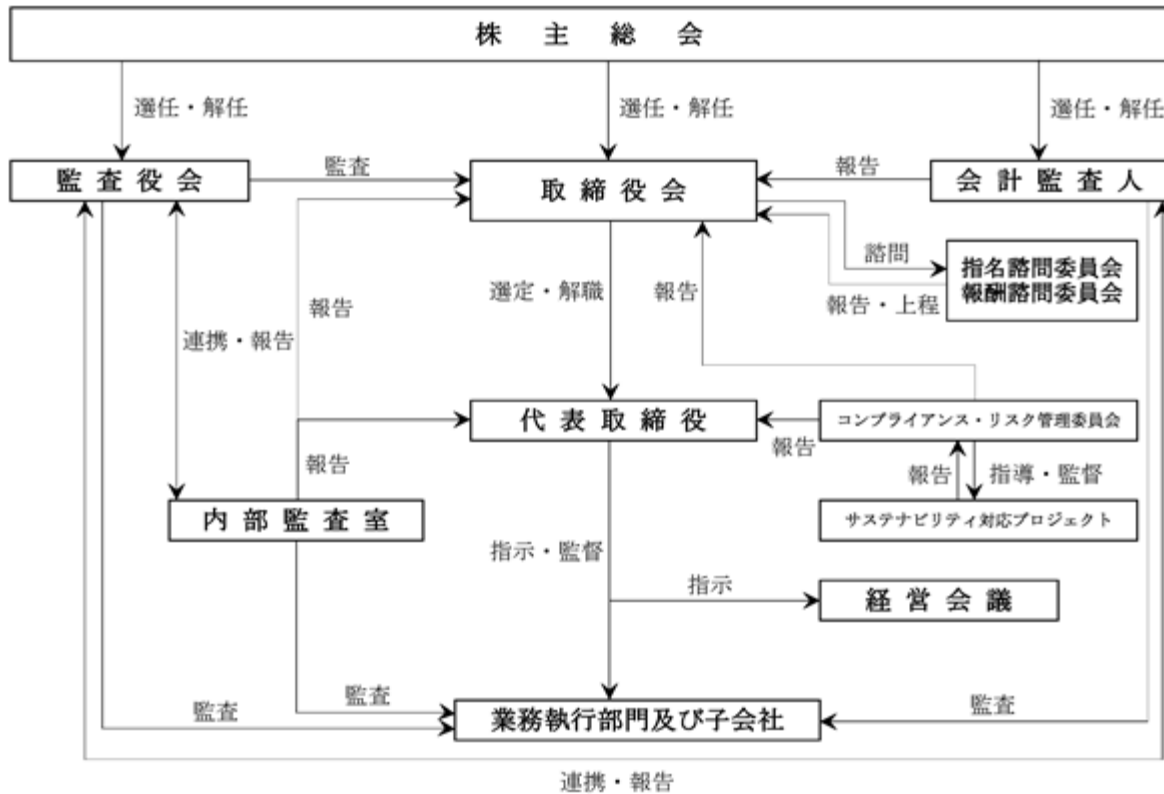 株主総会
選任・解任
選任・解任
選任・解任
監査役会
監査
取締役会
報告
会計監査人
諮問
指名諮問委員会
報酬諮問委員会
報告・上程
選定・解職
報告
報告
連携・報告
代表取締役
コンプライアンス・リスク管理委員会
報告
報告
報告
指導・監督
内部監査室
サステナビリティ対応プロジェクト
指示・監督
指示
経営会議
監査
監査
業務執行部門及び子会社
監査
連携・報告